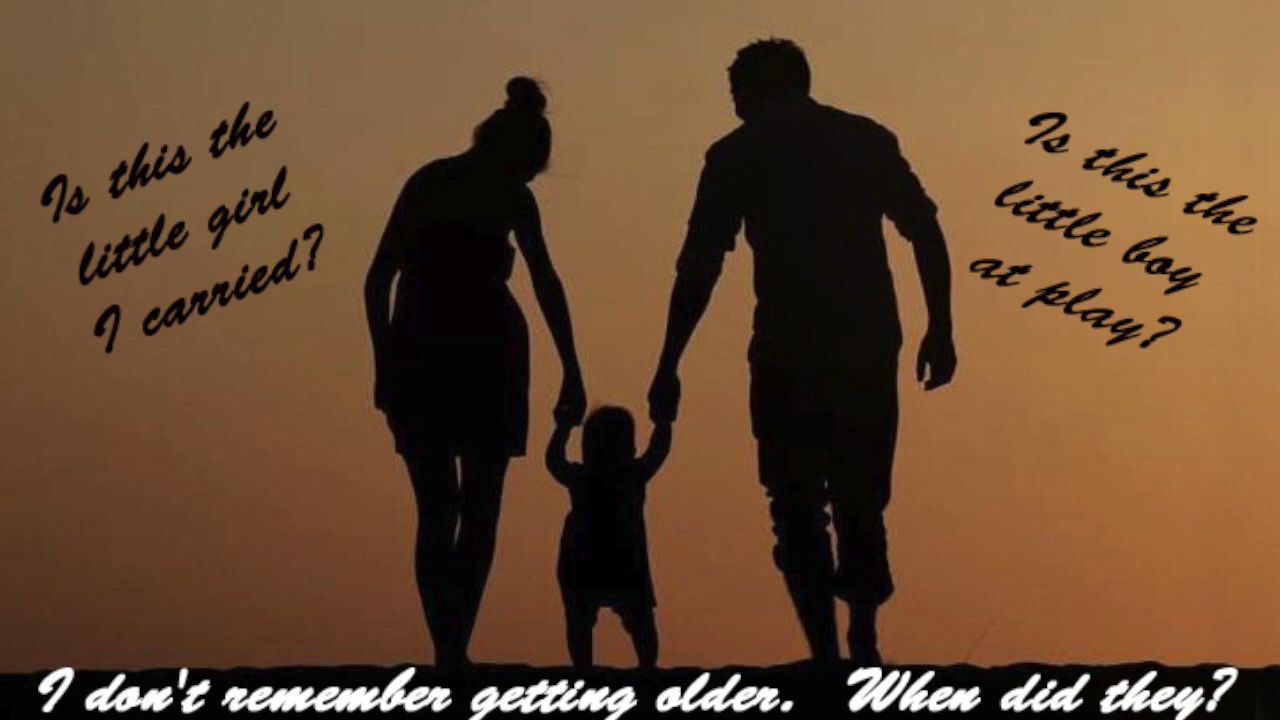 Is this the
little girl
I carried?
Is this the
little boy
at play?
I don't remember getting older. When did they?